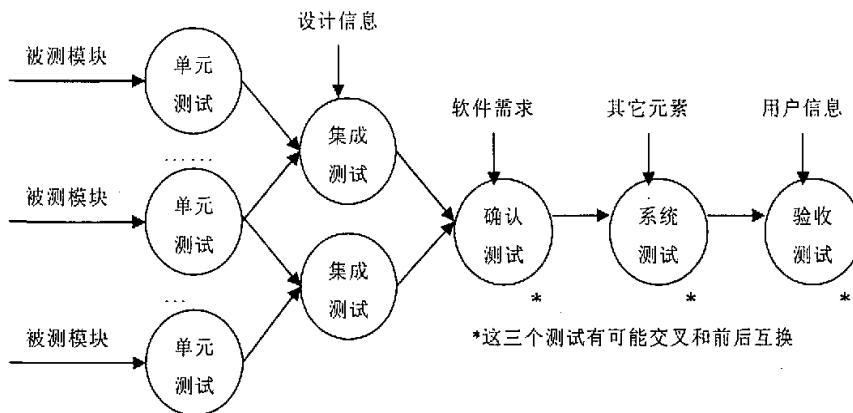 设计信息
被测模块
单元
测试
集成
测试
软件需求
其它元素
用户信息
……
被测模块
单元
测试
确认
测试
系统
测试
验收
测试
集成
测试
*
*
*
…
*这三个测试有可能交叉和前后互换
被测模块
单元
测试